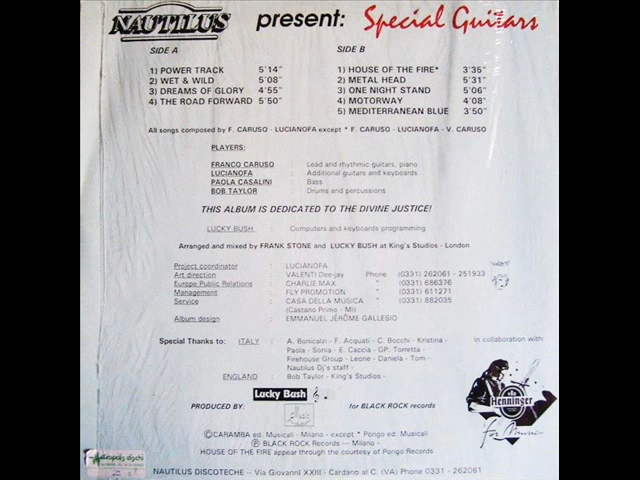 NAUTILUS present: Special Guitars
SIDE A
1) POWER TRACK 5'14"
2) WET & WILD 5'08"
3) DREAMS OF GLORY 4'55"
4) THE ROAD FORWARD 5'50"
SIDE B
1) HOUSE OF THE FIRE* 3'35"
2) METAL HEAD 5'31"
3) ONE NIGHT STAND 5'06"
4) MOTORWAY 4'08"
5) MEDITERRANEAN BLUE 3'50"
All songs composed by F. CARUSO - LUCIANOFA except * F. CARUSO - LUCIANOFA - V. CARUSO
PLAYERS:
FRANCO CARUSO : Lead and rhythmic guitars, piano
LUCIANOFA : Additional guitars and keyboards
PAOLA CASALINI : Bass
BOB TAYLOR : Drums and percussions
THIS ALBUM IS DEDICATED TO THE DIVINE JUSTICE!
LUCKY BUSH : Computers and keyboards programming
Arranged and mixed by FRANK STONE and LUCKY BUSH at King's Studios - London
Project coordinator : LUCIANOFA
Art direction : VALENTI Dee-jay Phone (0331) 262061 - 251933
Europe Public Relations : CHARLIE MAX " (0331) 686376
Management : FLY PROMOTION " (0331) 611271
Service : CASA DELLA MUSICA " (0331) 882035
(Castano Primo - MI)
Album design : EMMANUEL JÉRÔME GALLESIO
Special Thanks to: ITALY : A. Bonicalzi - F. Acquati - C. Bocchi - Kristina -
Paola - Sonia - E. Caccia - GP. Torretta -
Firehouse Group - Leone - Daniela - Tom -
Nautilus Dj's staff -
ENGLAND : Bob Taylor - King's Studios -
In collaboration with:
Henninger
for Music
Lucky Bush
PRODUCED BY: Music for BLACK ROCK records
©CARAMBA ed. Musicali - Milano - except * Pongo ed. Musicali
Ⓟ BLACK ROCK Records — Milano -
HOUSE OF THE FIRE appear through the courtesy of Pongo Records
NAUTILUS DISCOTECHE -- Via Giovanni XXIII - Cardano al C. (VA) Phone 0331 - 262061
Metropolis dischi